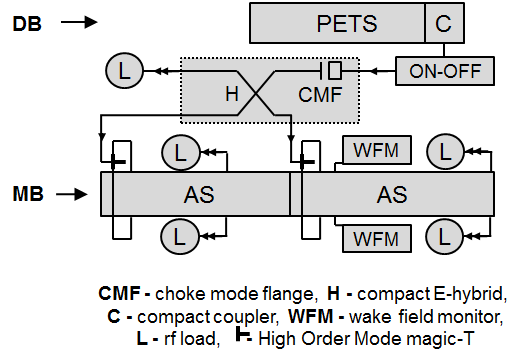 DB
PETS
C
L
ON-OFF
H
CMF
L
WFM
L
MB
AS
AS
L
WFM
L
CMF - choke mode flange, H - compact E-hybrid,
C - compact coupler, WFM - wake field monitor,
L - rf load, - High Order Mode magic-T